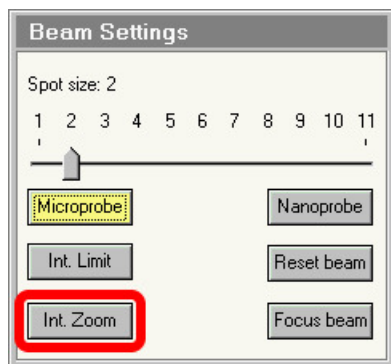 Beam Settings
Spot size: 2
1 2 3 4 5 6 7 8 9 10 11
Microprobe Nanoprobe
Int. Limit Reset beam
Int. Zoom Focus beam